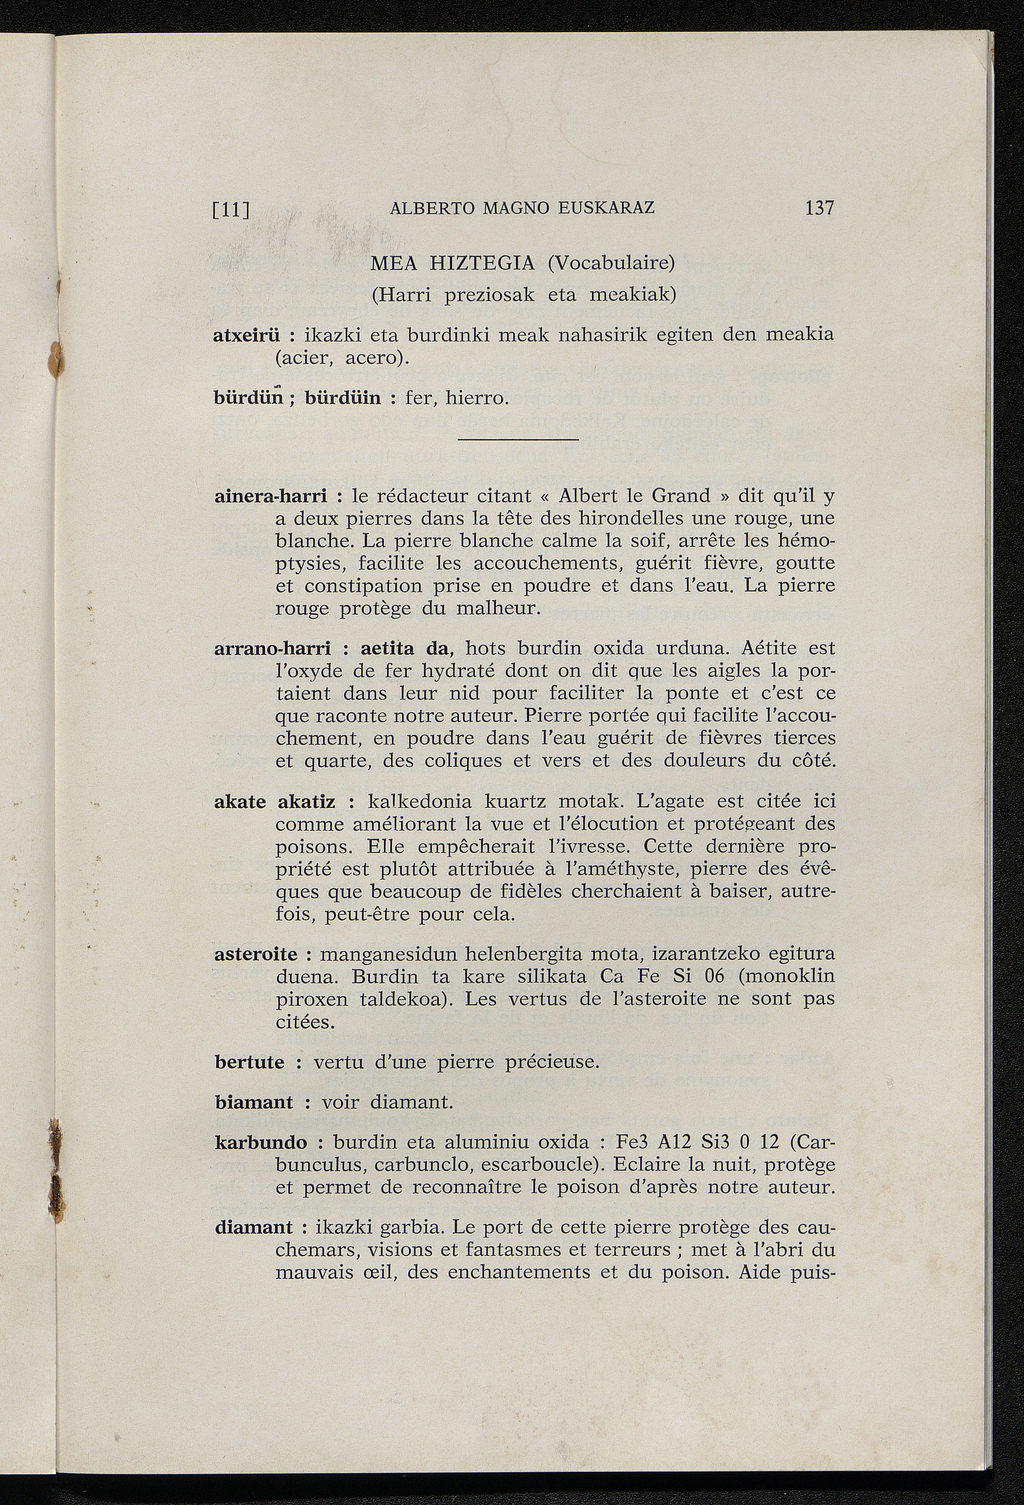 [11] ALBERTO MAGNO EUSKARAZ 137
MEA HIZTEGIA (Vocabulaire)
(Harri preziosak eta meakiak)
atxeirü : ikazki eta burdinki meak nahasirik egiten den meakia
(acier, acero).
bürdüñ ; bürdüin : fer, hierro.
ainera-harri : le rédacteur citant « Albert le Grand » dit qu'il y
a deux pierres dans la tête des hirondelles une rouge, une
blanche. La pierre blanche calme la soif, arrête les hémo-
ptysies, facilite les accouchements, guérit fièvre, goutte
et constipation prise en poudre et dans l'eau. La pierre
rouge protège du malheur.
arrano-harri : aetita da, hots burdin oxida urduna. Aétite est
l'oxyde de fer hydraté dont on dit que les aigles la por-
taient dans leur nid pour faciliter la ponte et c'est ce
que raconte notre auteur. Pierre portée qui facilite l'accou-
chement, en poudre dans l'eau guérit de fièvres tierces
et quarte, des coliques et vers et des douleurs du côté.
akate akatiz : kalkedonia kuartz motak. L'agate est citée ici
comme améliorant la vue et l'élocution et protégeant des
poisons. Elle empêcherait l'ivresse. Cette dernière pro-
priété est plutôt attribuée à l'améthyste, pierre des évê-
ques que beaucoup de fidèles cherchaient à baiser, autre-
fois, peut-être pour cela.
asteroite : manganesidun helenbergita mota, izarantzeko egitura
duena. Burdin ta kare silikata Ca Fe Si 06 (monoklin
piroxen taldekoa). Les vertus de l'asteroite ne sont pas
citées.
bertute : vertu d'une pierre précieuse.
biamant : voir diamant.
karbundo : burdin eta aluminiu oxida : Fe3 A12 Si3 0 12 (Car-
bunculus, carbunclo, escarboucle). Eclaire la nuit, protège
et permet de reconnaître le poison d'après notre auteur.
diamant : ikazki garbia. Le port de cette pierre protège des cau-
chemars, visions et fantasmes et terreurs ; met à l'abri du
mauvais œil, des enchantements et du poison. Aide puis-